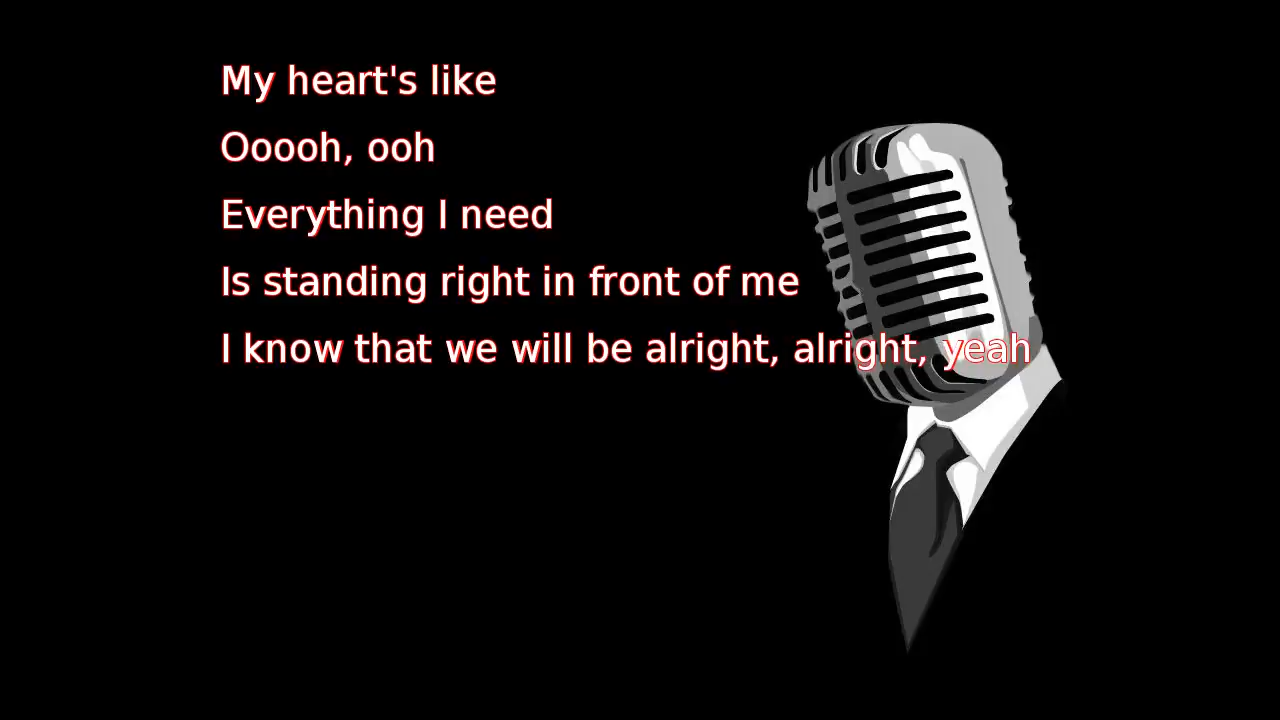 My heart's like
Ooooh, ooh
Everything I need
Is standing right in front of me
I know that we will be alright, alright, yeah